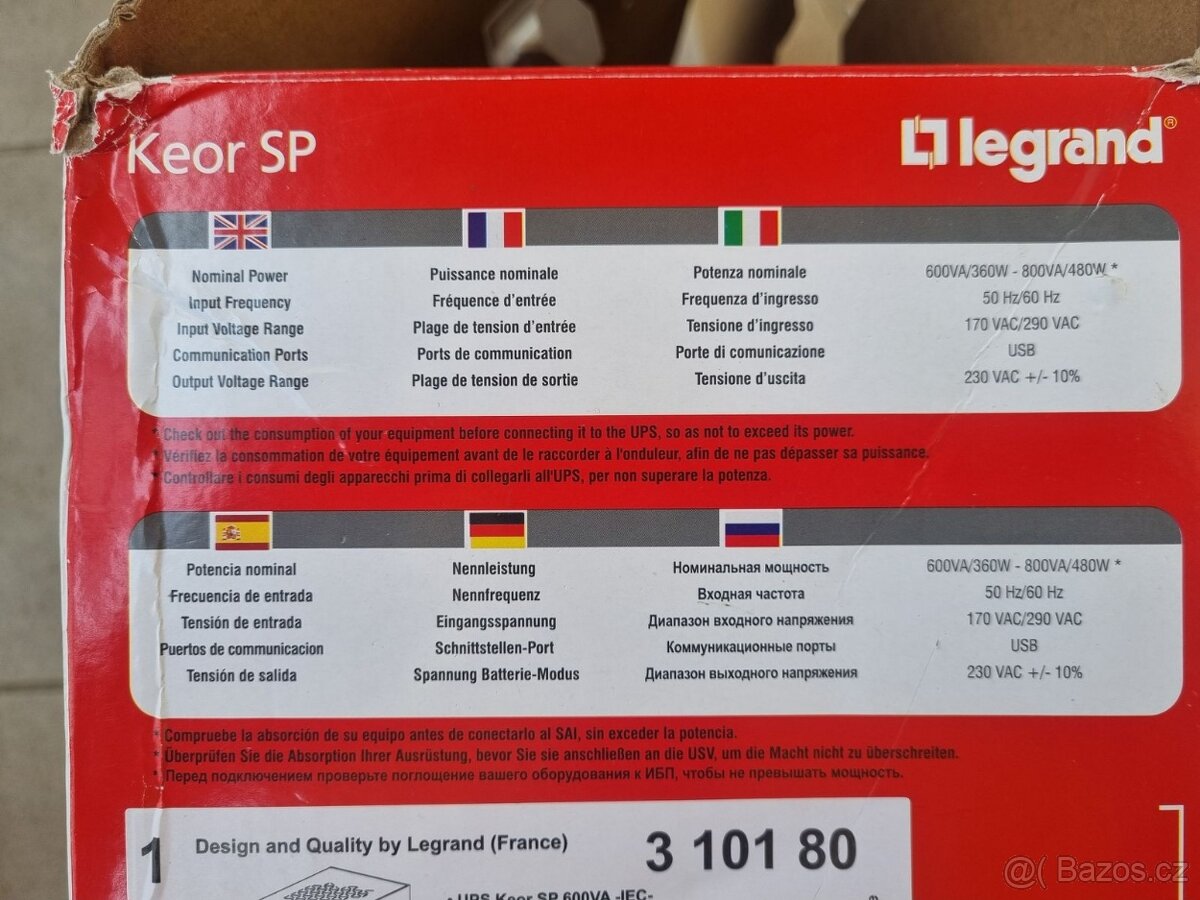 Keor SP
legrand®
Nominal Power Puissance nominale Potenza nominale 600VA/360W - 800VA/480W *
Input Frequency Fréquence d'entrée Frequenza d'ingresso 50 Hz/60 Hz
Input Voltage Range Plage de tension d'entrée Tensione d'ingresso 170 VAC/290 VAC
Communication Ports Ports de communication Porte di comunicazione USB
Output Voltage Range Plage de tension de sortie Tensione d'uscita 230 VAC +/- 10%
* Check out the consumption of your equipment before connecting it to the UPS, so as not to exceed its power.
* Vérifiez la consommation de votre équipement avant de le raccorder à l'onduleur, afin de ne pas dépasser sa puissance.
* Controllare i consumi degli apparecchi prima di collegarli all'UPS, per non superare la potenza.
Potencia nominal Nennleistung Номинальная мощность 600VA/360W - 800VA/480W *
Frecuencia de entrada Nennfrequenz Входная частота 50 Hz/60 Hz
Tensión de entrada Eingangsspannung Диапазон входного напряжения 170 VAC/290 VAC
Puertos de communicacion Schnittstellen-Port Коммуникационные порты USB
Tensión de salida Spannung Batterie-Modus Диапазон выходного напряжения 230 VAC +/- 10%
* Compruebe la absorción de su equipo antes de conectarlo al SAI, sin exceder la potencia.
* Überprüfen Sie die Absorption Ihrer Ausrüstung, bevor Sie sie anschließen an die USV, um die Macht nicht zu überschreiten.
* Перед подключением проверьте поглощение вашего оборудования к ИБП, чтобы не превышать мощность.
1 Design and Quality by Legrand (France) 3 101 80
• UPS Keor SP 600VA -IEC-
@( Bazos.cz